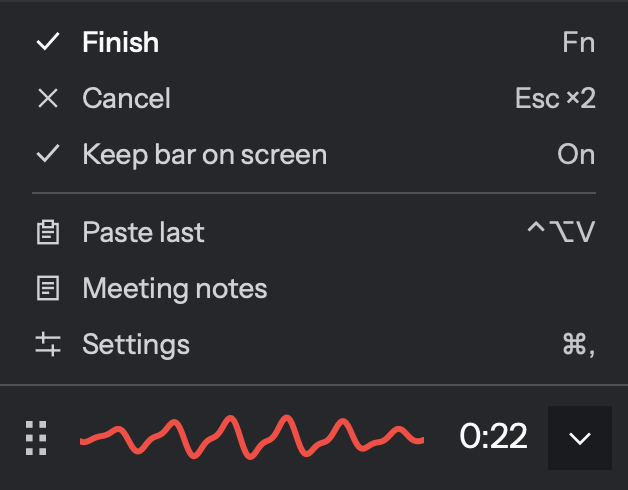 Finish Fn
Cancel Esc ×2
Keep bar on screen On
Paste last ^⌥V
Meeting notes
Settings ⌘,
0:22